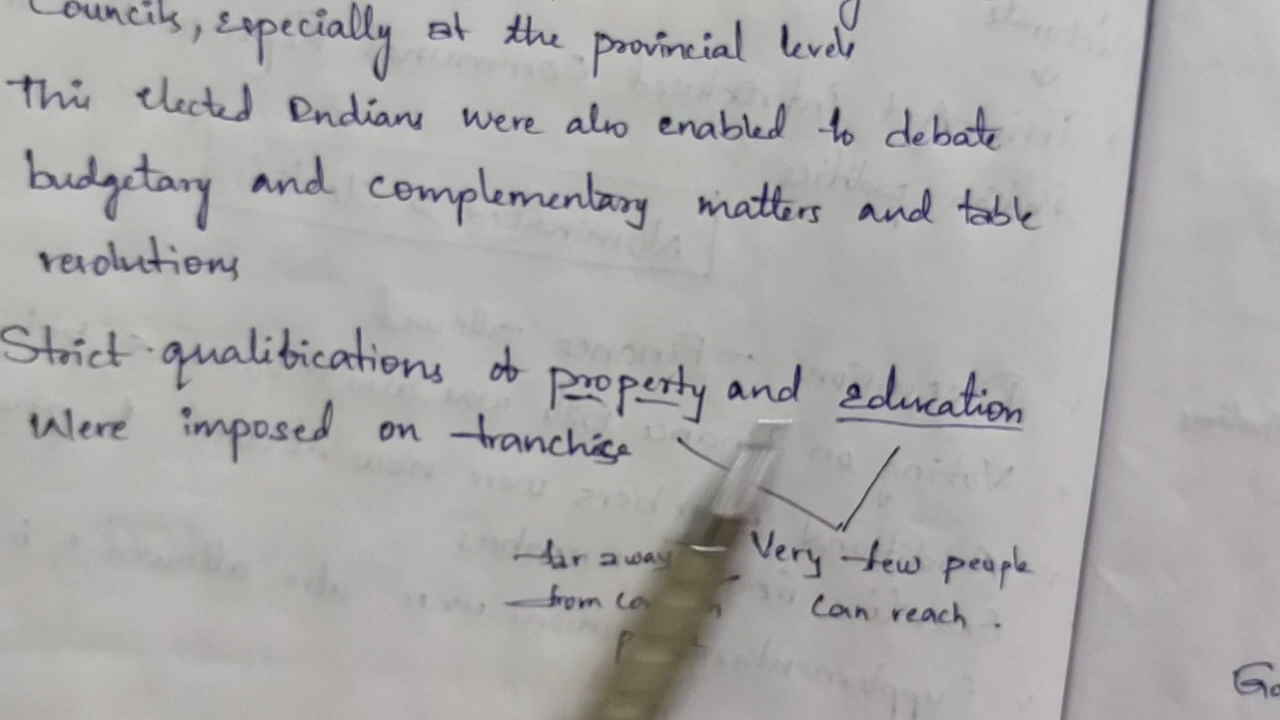 Councils, especially at the provincial levels
This elected Indians were also enabled to debate
budgetary and complementary matters and table
resolutions
Strict qualifications of property and education
Were imposed on franchise
far away
from
Very few people
can reach.